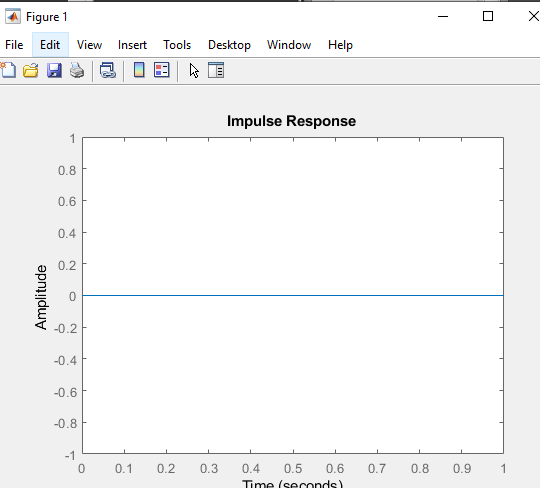 Figure 1
File Edit View Insert Tools Desktop Window Help
Impulse Response
1
0.8
0.6
0.4
0.2
0
-0.2
-0.4
-0.6
-0.8
-1
Amplitude
0 0.1 0.2 0.3 0.4 0.5 0.6 0.7 0.8 0.9 1
Time (seconds)